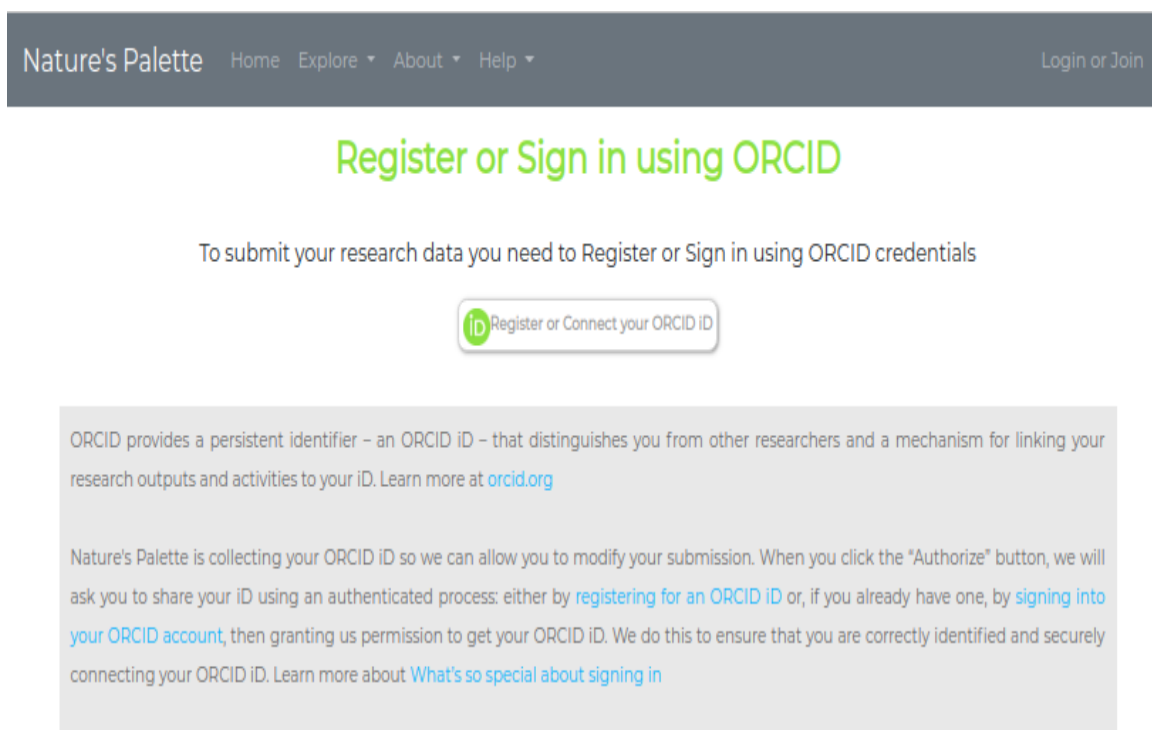 Nature's Palette Home Explore About Help Login or Join
Register or Sign in using ORCID
To submit your research data you need to Register or Sign in using ORCID credentials
iD Register or Connect your ORCID iD
ORCID provides a persistent identifier – an ORCID iD – that distinguishes you from other researchers and a mechanism for linking your
research outputs and activities to your iD. Learn more at orcid.org
Nature's Palette is collecting your ORCID iD so we can allow you to modify your submission. When you click the “Authorize” button, we will
ask you to share your iD using an authenticated process: either by registering for an ORCID iD or, if you already have one, by signing into
your ORCID account, then granting us permission to get your ORCID iD. We do this to ensure that you are correctly identified and securely
connecting your ORCID iD. Learn more about What's so special about signing in